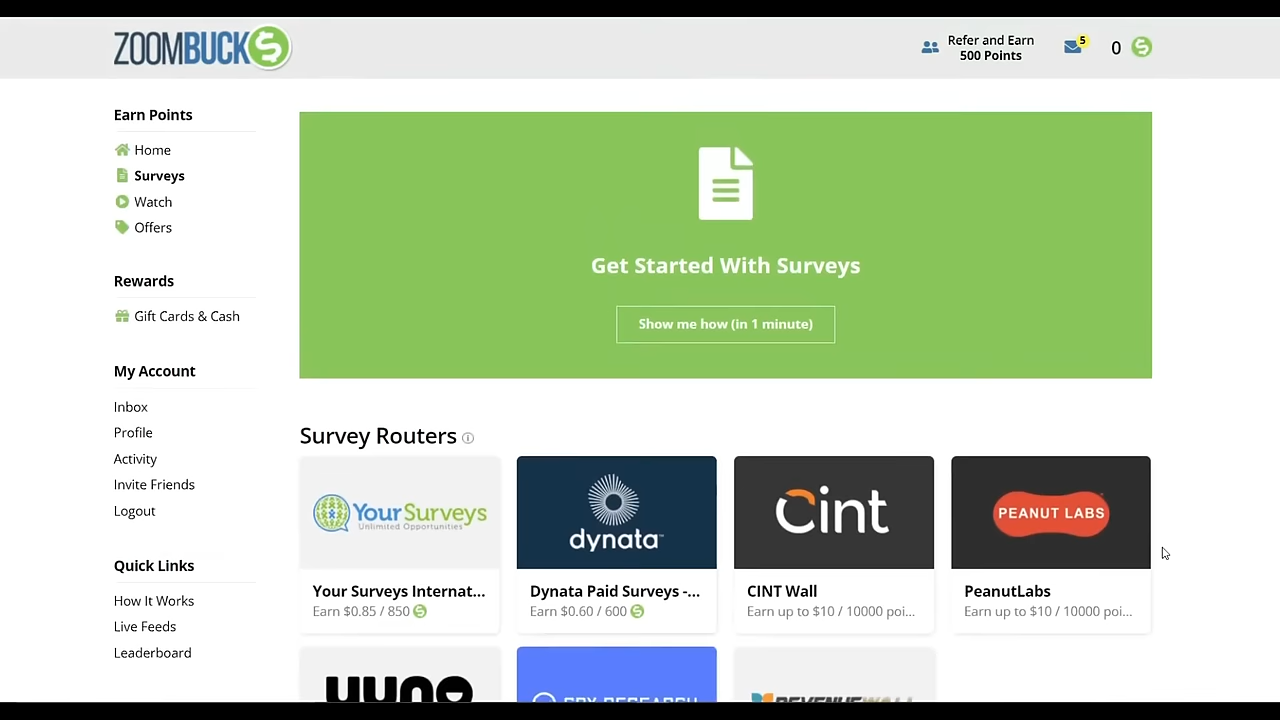 ZOOMBUCK$
Refer and Earn
500 Points
5
0
Earn Points
Home
Surveys
Watch
Offers
Rewards
Gift Cards & Cash
My Account
Inbox
Profile
Activity
Invite Friends
Logout
Quick Links
How It Works
Live Feeds
Leaderboard
Get Started With Surveys
Show me how (in 1 minute)
Survey Routers
YourSurveys
Unlimited Opportunities
Your Surveys Internat...
Earn $0.85 / 850
dynata
Dynata Paid Surveys -...
Earn $0.60 / 600
Cint
CINT Wall
Earn up to $10 / 10000 poi...
PEANUT LABS
PeanutLabs
Earn up to $10 / 10000 poi...
RESEARCH
REVENUEWALL